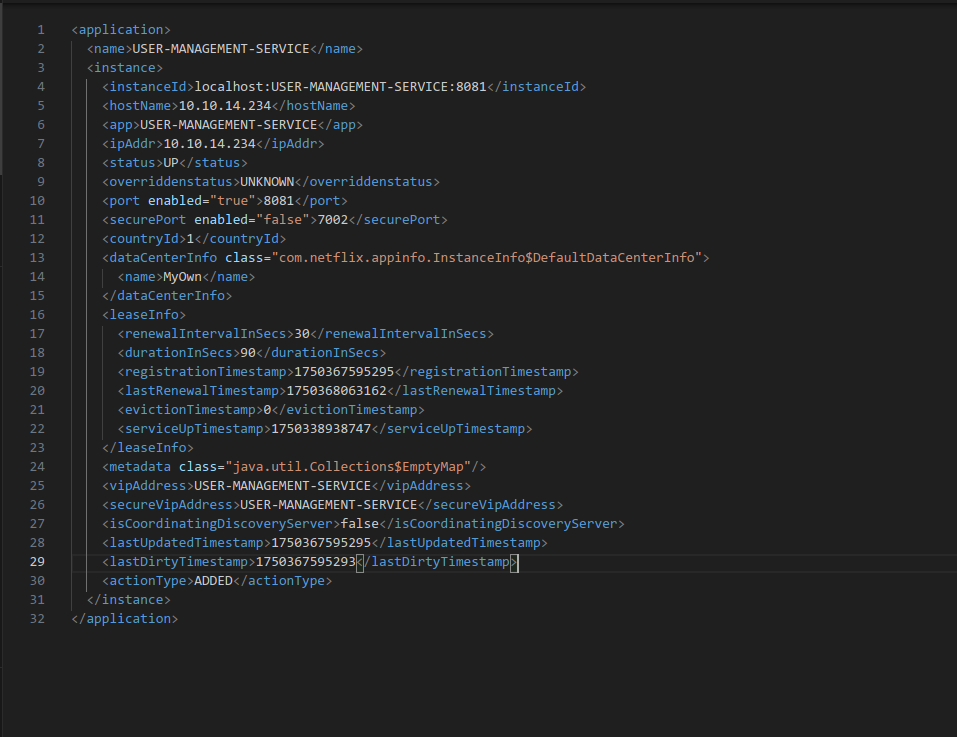 1 <application>
2 <name>USER-MANAGEMENT-SERVICE</name>
3 <instance>
4 <instanceId>localhost:USER-MANAGEMENT-SERVICE:8081</instanceId>
5 <hostName>10.10.14.234</hostName>
6 <app>USER-MANAGEMENT-SERVICE</app>
7 <ipAddr>10.10.14.234</ipAddr>
8 <status>UP</status>
9 <overriddenstatus>UNKNOWN</overriddenstatus>
10 <port enabled="true">8081</port>
11 <securePort enabled="false">7002</securePort>
12 <countryId>1</countryId>
13 <dataCenterInfo class="com.netflix.appinfo.InstanceInfo$DefaultDataCenterInfo">
14 <name>MyOwn</name>
15 </dataCenterInfo>
16 <leaseInfo>
17 <renewalIntervalInSecs>30</renewalIntervalInSecs>
18 <durationInSecs>90</durationInSecs>
19 <registrationTimestamp>1750367595295</registrationTimestamp>
20 <lastRenewalTimestamp>1750368063162</lastRenewalTimestamp>
21 <evictionTimestamp>0</evictionTimestamp>
22 <serviceUpTimestamp>1750338938747</serviceUpTimestamp>
23 </leaseInfo>
24 <metadata class="java.util.Collections$EmptyMap"/>
25 <vipAddress>USER-MANAGEMENT-SERVICE</vipAddress>
26 <secureVipAddress>USER-MANAGEMENT-SERVICE</secureVipAddress>
27 <isCoordinatingDiscoveryServer>false</isCoordinatingDiscoveryServer>
28 <lastUpdatedTimestamp>1750367595295</lastUpdatedTimestamp>
29 <lastDirtyTimestamp>1750367595293</lastDirtyTimestamp>
30 <actionType>ADDED</actionType>
31 </instance>
32 </application>